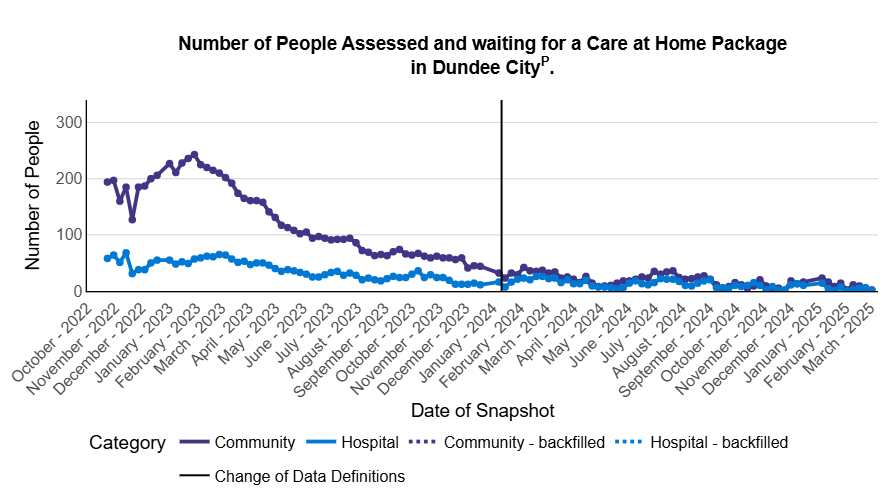 Number of People Assessed and waiting for a Care at Home Package
in Dundee Cityᴾ.
Number of People
300
200
100
0
October - 2022
November - 2022
December - 2022
January - 2023
February - 2023
March - 2023
April - 2023
May - 2023
June - 2023
July - 2023
August - 2023
September - 2023
October - 2023
November - 2023
December - 2023
January - 2024
February - 2024
March - 2024
April - 2024
May - 2024
June - 2024
July - 2024
August - 2024
September - 2024
October - 2024
November - 2024
December - 2024
January - 2025
February - 2025
March - 2025
Date of Snapshot
Category Community Hospital Community - backfilled Hospital - backfilled
Change of Data Definitions